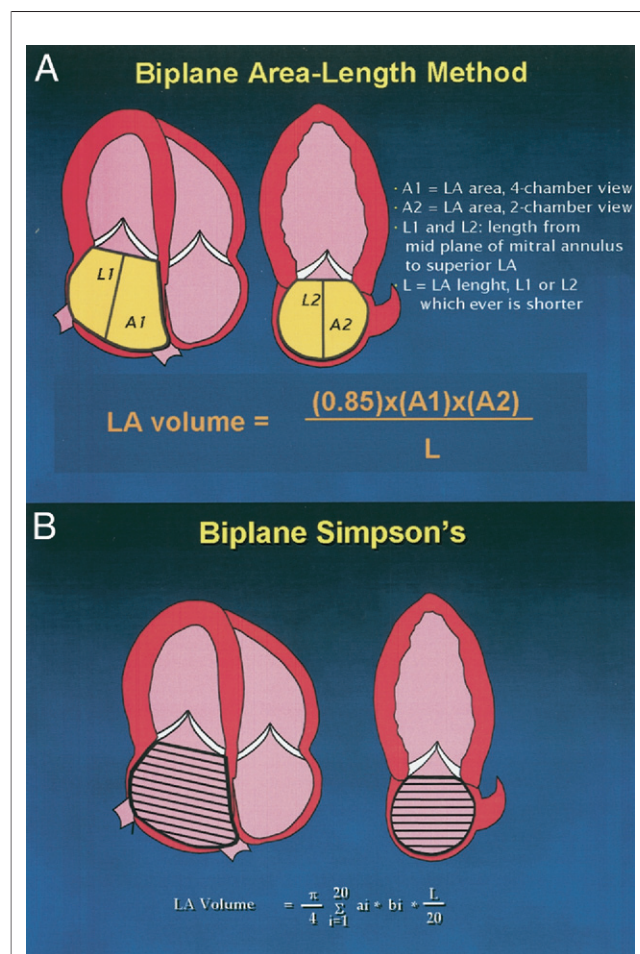 A
Biplane Area-Length Method
· A1 = LA area, 4-chamber view
· A2 = LA area, 2-chamber view
· L1 and L2: length from
mid plane of mitral annulus
to superior LA
· L = LA lenght, L1 or L2
which ever is shorter
L1
A1
L2
A2
LA volume = (0.85)x(A1)x(A2)
L
B
Biplane Simpson's
LA Volume = π/4 20 Σ i=1 ai * bi * L/20